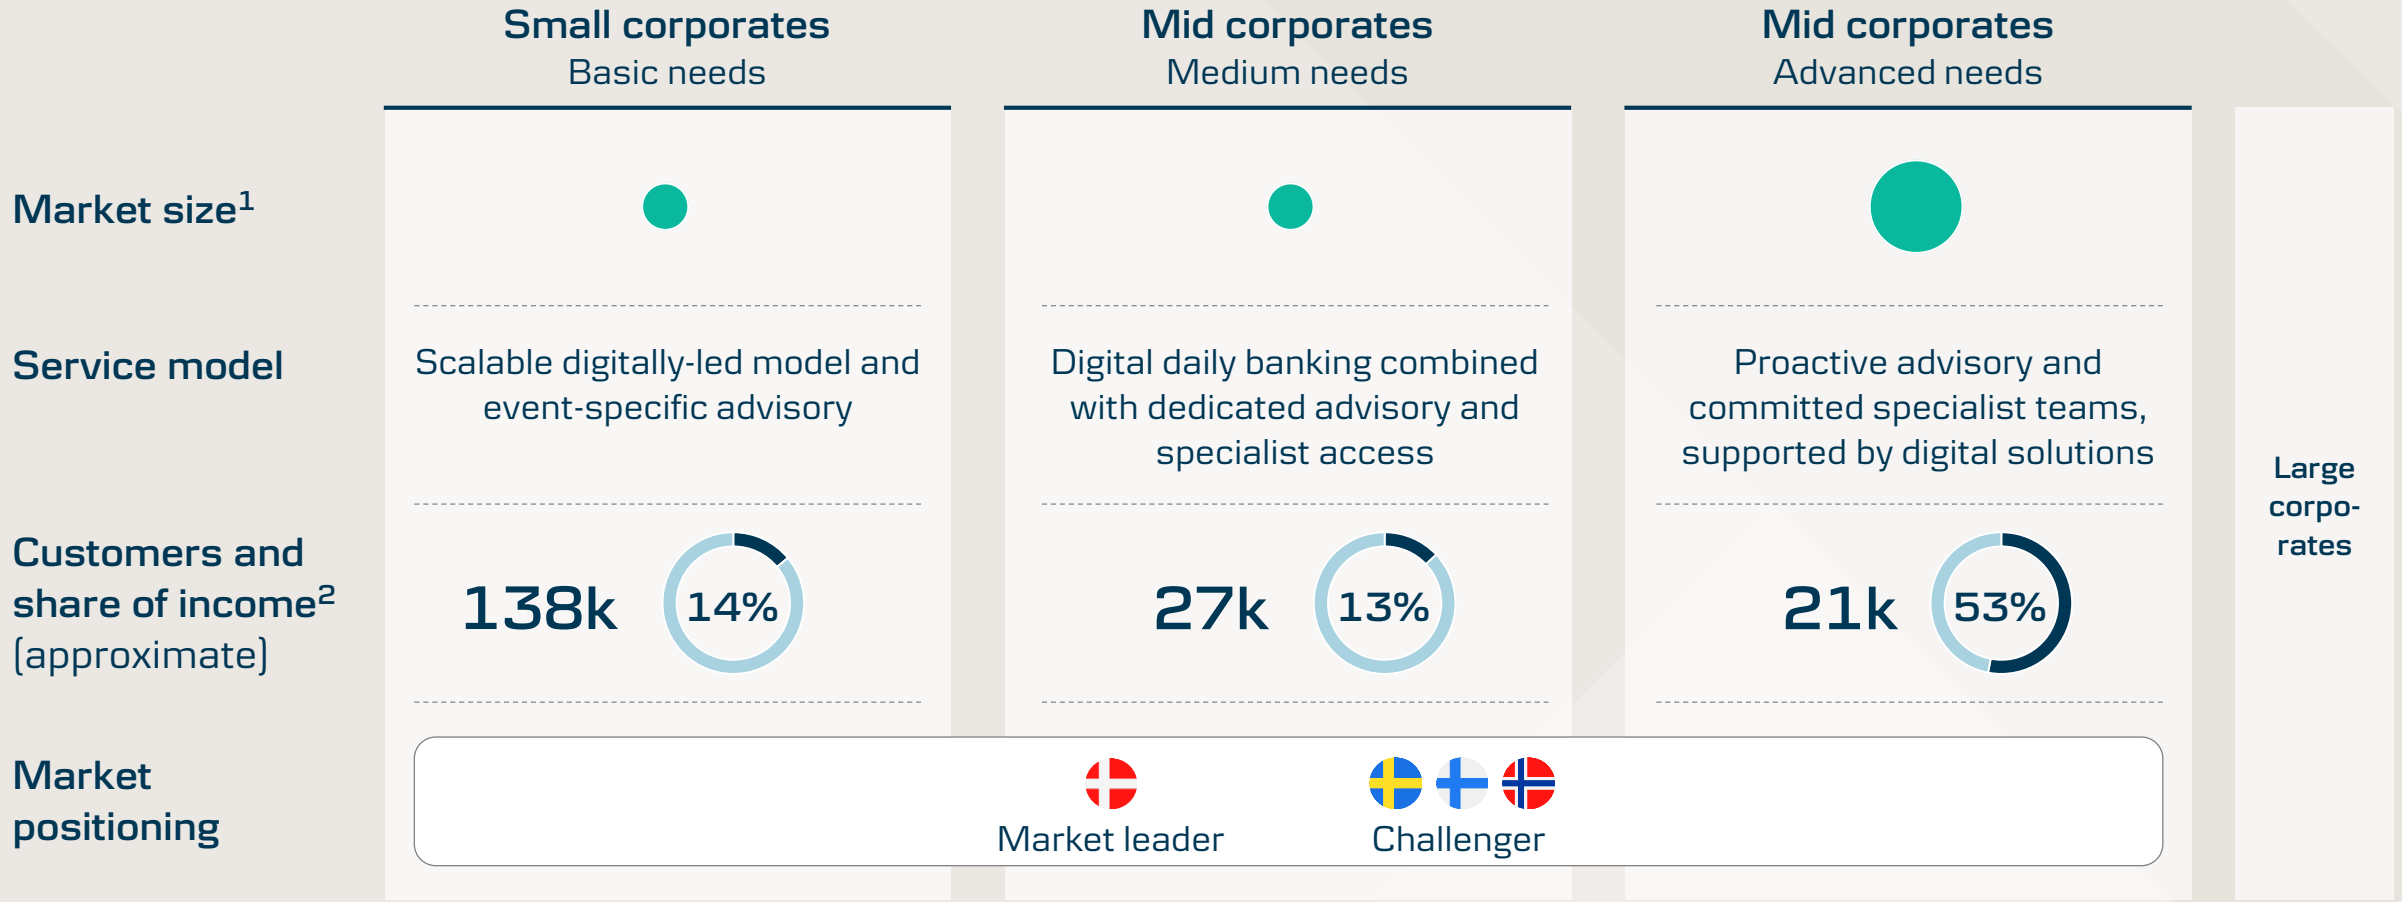 Small corporates
Basic needs
Mid corporates
Medium needs
Mid corporates
Advanced needs
Market size¹
Service model
Scalable digitally-led model and
event-specific advisory
Digital daily banking combined
with dedicated advisory and
specialist access
Proactive advisory and
committed specialist teams,
supported by digital solutions
Large
corpo-
rates
Customers and
share of income²
(approximate)
138k
14%
27k
13%
21k
53%
Market
positioning
Market leader
Challenger